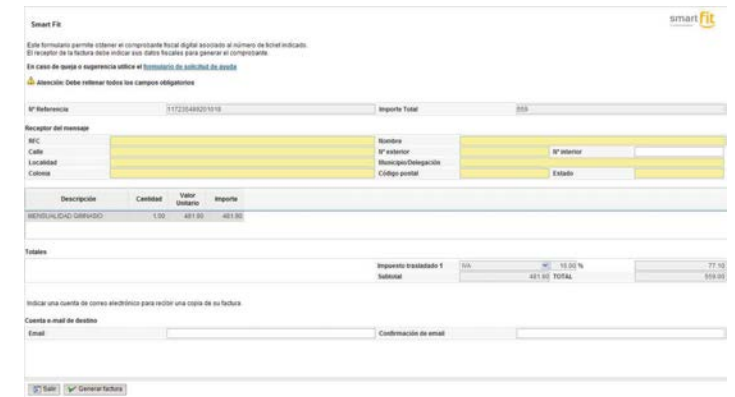 Smart Fit
smart fit
Este formulario permite obtener el comprobante fiscal digital asociado al número de ticket indicado.
El receptor de la factura debe indicar sus datos fiscales para generar el comprobante.
En caso de queja o sugerencia utilice el formulario de solicitud de ayuda
Atención: Debe rellenar todos los campos obligatorios
Nº Referencia Importe Total 559
Receptor del mensaje
RFC Nombre
Calle Nº exterior Nº interior
Localidad Municipio/Delegación
Colonia Código postal Estado
Descripción Cantidad Valor Unitario Importe
MENSUALIDAD GIMNASIO 1.00 481.90 481.90
Totales
Impuesto trasladado 1 IVA % 77.10
Subtotal 481.90 TOTAL 559.00
Indicar una cuenta de correo electrónico para recibir una copia de su factura.
Cuenta e-mail de destino
Email Confirmación de email
Salir Generar factura